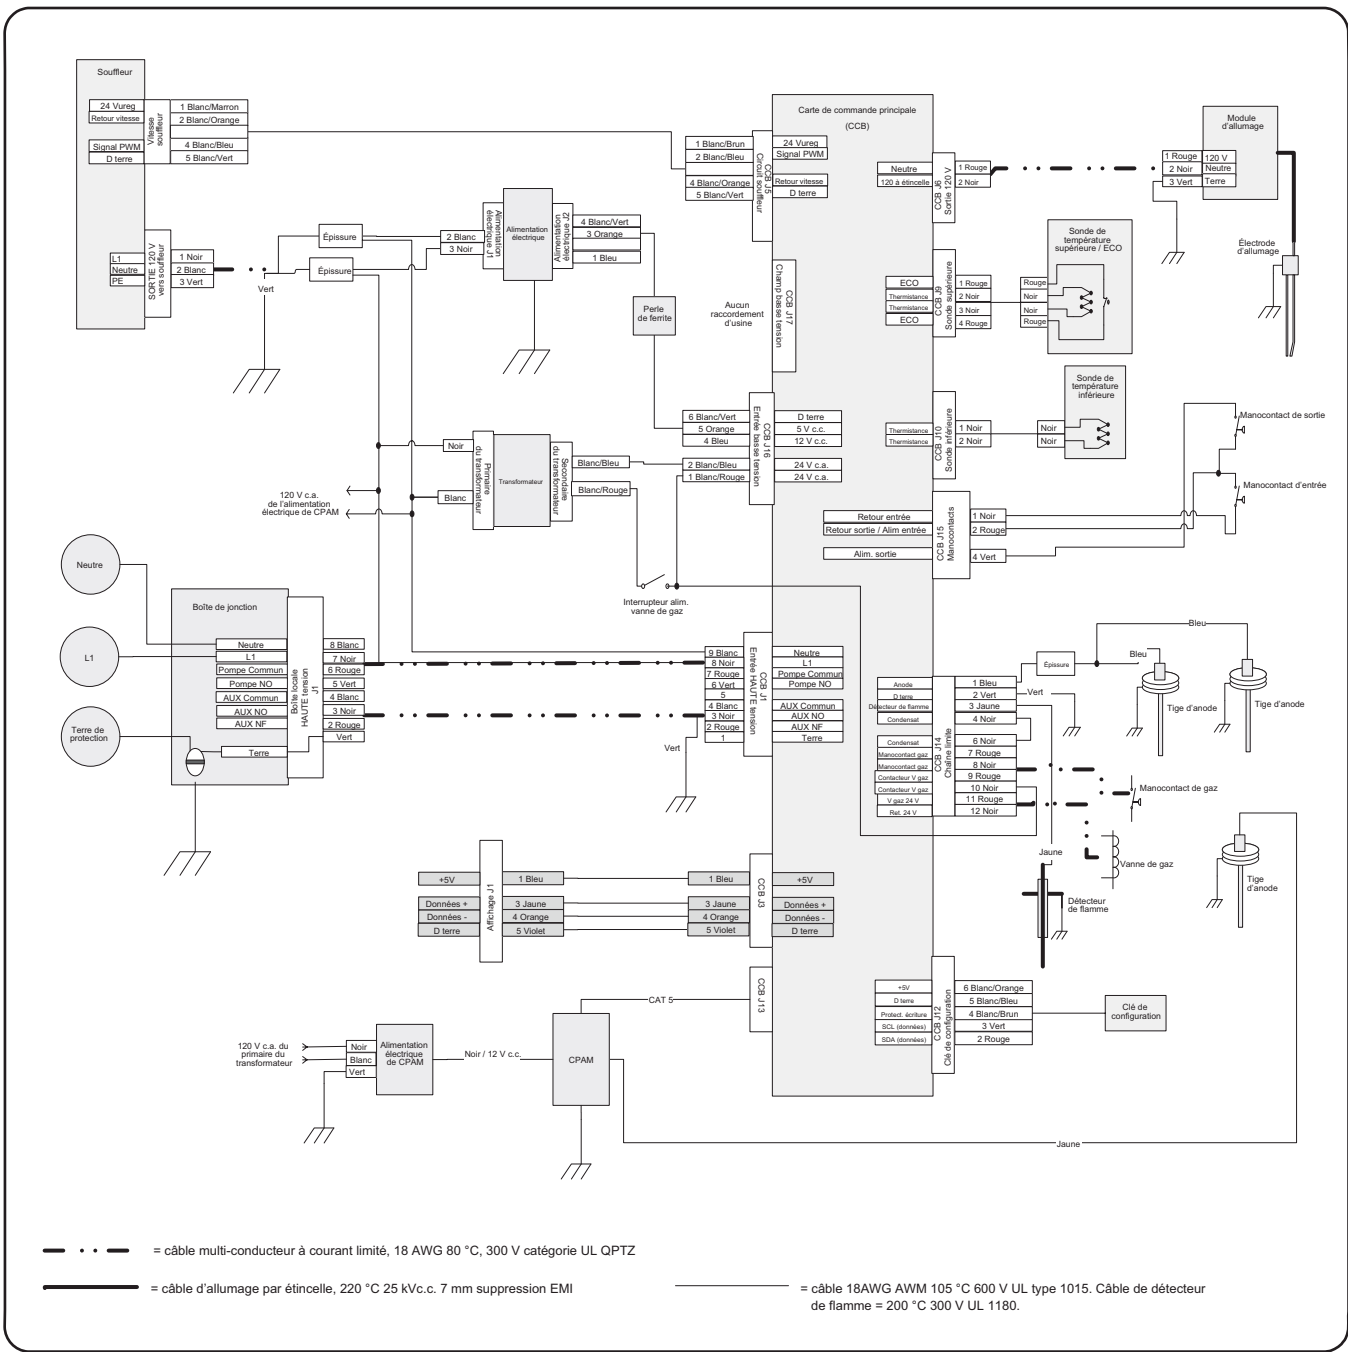 Souffleur
24 Vureg
Retour vitesse
Signal PWM
D terre
Vitesse
souffleur
1 Blanc/Marron
2 Blanc/Orange
4 Blanc/Bleu
5 Blanc/Vert
L1
Neutre
PE
SORTIE 120 V
vers souffleur
1 Noir
2 Blanc
3 Vert
Vert
Épissure
Épissure
2 Blanc
3 Noir
Alimentation
électrique J1
Alimentation
électrique
Alimentation
électrique J2
4 Blanc/Vert
3 Orange
1 Bleu
Perle
de ferrite
Carte de commande principale
(CCB)
1 Blanc/Brun
2 Blanc/Bleu
4 Blanc/Orange
5 Blanc/Vert
CCB J5
Circuit souffleur
24 Vureg
Signal PWM
Retour vitesse
D terre
Aucun
raccordement
d'usine
CCB J17
Champ basse tension
6 Blanc/Vert
5 Orange
4 Bleu
2 Blanc/Bleu
1 Blanc/Rouge
CCB J16
Entrée basse tension
D terre
5 V c.c.
12 V c.c.
24 V c.a.
24 V c.a.
Noir
Blanc
Primaire
du transformateur
Transformateur
Secondaire
du transformateur
Blanc/Bleu
Blanc/Rouge
120 V c.a.
de l'alimentation
électrique de CPAM
Interrupteur alim.
vanne de gaz
Neutre
120 à étincelle
CCB J6
Sortie 120 V
1 Rouge
2 Noir
Module
d'allumage
1 Rouge
2 Noir
3 Vert
120 V
Neutre
Terre
Électrode
d'allumage
ECO
Thermistance
Thermistance
ECO
CCB J9
Sonde supérieure
1 Rouge
2 Noir
3 Noir
4 Rouge
Rouge
Noir
Noir
Rouge
Sonde de
température
supérieure / ECO
Thermistance
Thermistance
CCB J10
Sonde inférieure
1 Noir
2 Noir
Noir
Noir
Sonde de
température
inférieure
Manocontact de sortie
Manocontact d'entrée
Retour entrée
Retour sortie / Alim entrée
Alim. sortie
CCB J15
Manocontacts
1 Noir
2 Rouge
4 Vert
Neutre
L1
Terre de
protection
Boîte de jonction
Neutre
L1
Pompe Commun
Pompe NO
AUX Commun
AUX NO
AUX NF
Terre
Boîte locale
HAUTE tension
J1
8 Blanc
7 Noir
6 Rouge
5 Vert
4 Blanc
3 Noir
2 Rouge
Vert
9 Blanc
8 Noir
7 Rouge
6 Vert
5
4 Blanc
3 Noir
2 Rouge
1
Vert
CCB J1
Entrée HAUTE tension
Neutre
L1
Pompe Commun
Pompe NO
AUX Commun
AUX NO
AUX NF
Terre
Anode
D terre
Détecteur de flamme
Condensat
Condensat
Manocontact gaz
Manocontact gaz
Contacteur V gaz
Contacteur V gaz
V gaz 24 V
Ret. 24 V
CCB J14
Chaîne limite
1 Bleu
2 Vert
3 Jaune
4 Noir
6 Noir
7 Rouge
8 Noir
9 Rouge
10 Noir
11 Rouge
12 Noir
Vert
Épissure
Bleu
Bleu
Tige d'anode
Tige d'anode
Manocontact de gaz
Vanne de gaz
Jaune
Détecteur
de flamme
Tige
d'anode
+5V
Données +
Données -
D terre
Affichage J1
1 Bleu
3 Jaune
4 Orange
5 Violet
1 Bleu
3 Jaune
4 Orange
5 Violet
CCB J3
+5V
Données +
Données -
D terre
CCB J13
CAT 5
120 V c.a. du
primaire du
transformateur
Noir
Blanc
Vert
Alimentation
électrique
de CPAM
Noir / 12 V c.c.
CPAM
+5V
D terre
Protect. écriture
SCL (données)
SDA (données)
CCB J12
Clé de configuration
6 Blanc/Orange
5 Blanc/Bleu
4 Blanc/Brun
3 Vert
2 Rouge
Clé de
configuration
Jaune
= câble multi-conducteur à courant limité, 18 AWG 80 °C, 300 V catégorie UL QPTZ
= câble d'allumage par étincelle, 220 °C 25 kVc.c. 7 mm suppression EMI
= câble 18AWG AWM 105 °C 600 V UL type 1015. Câble de détecteur
de flamme = 200 °C 300 V UL 1180.